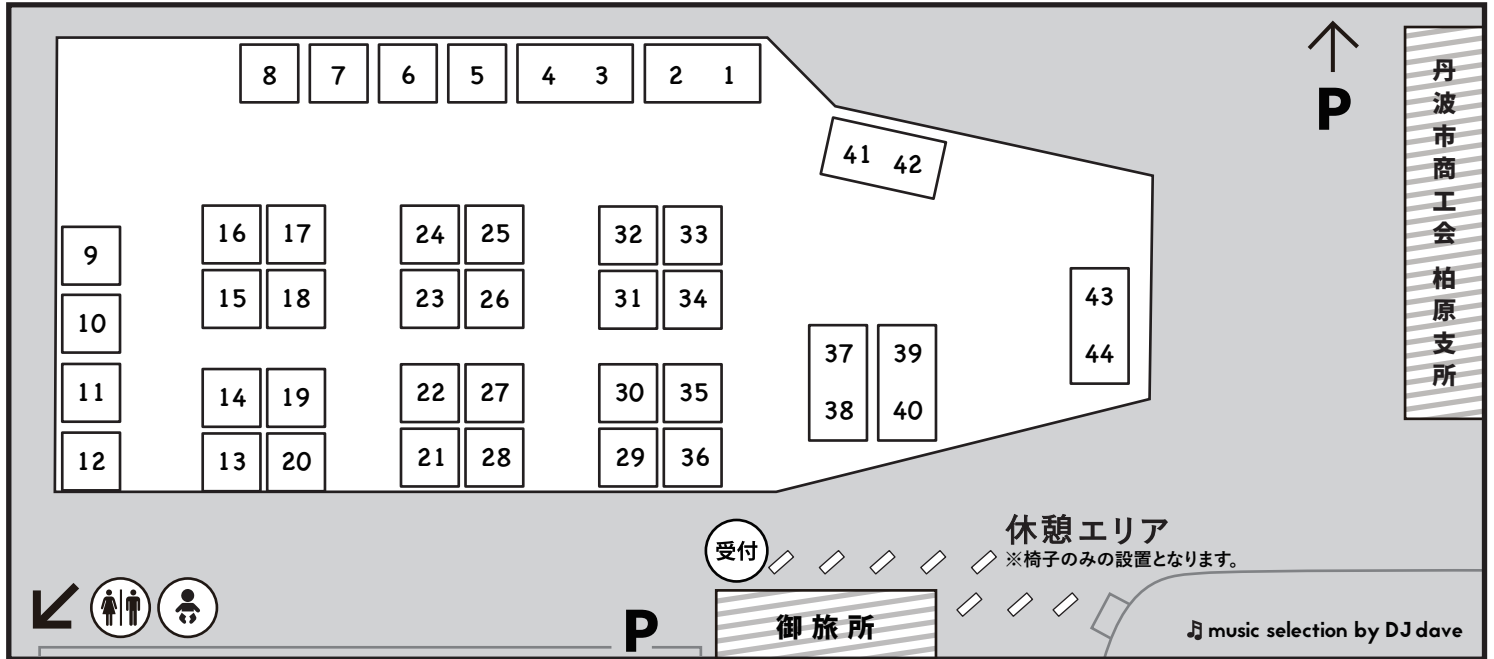 8 7 6 5 4 3 2 1
P
丹波市商工会 柏原支所
41 42
16 17 24 25 32 33
9
15 18 23 26 31 34
43
10
44
37 39
11 14 19 22 27 30 35
38 40
12 13 20 21 28 29 36
受付
休憩エリア
※椅子のみの設置となります。
P
御旅所
music selection by DJ dave